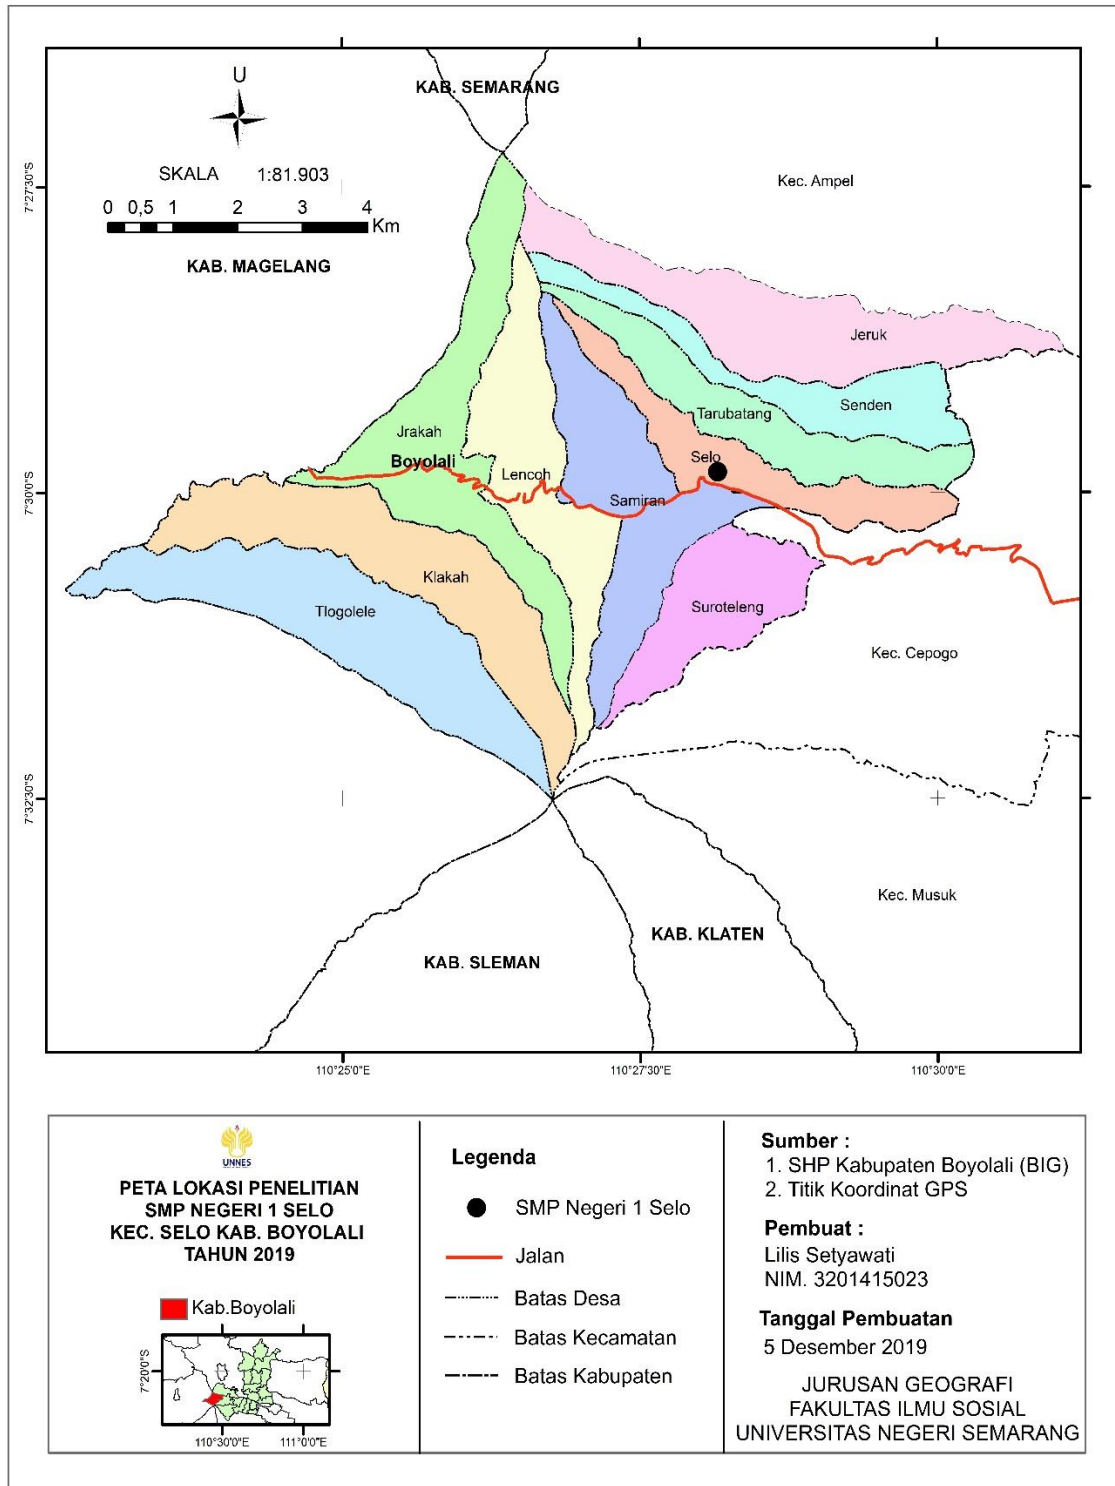 KAB. SEMARANG
U
SKALA 1:81.903
0 0,5 1 2 3 4
Km
KAB. MAGELANG
Kec. Ampel
7°27'30"S
Jeruk
Senden
Tarubatang
Jrakah
Boyolali
Selo
Lencoh
Samiran
7°30'0"S
Klakah
Tlogolele
Suroteleng
Kec. Cepogo
7°32'30"S
Kec. Musuk
KAB. KLATEN
KAB. SLEMAN
110°25'0"E 110°27'30"E 110°30'0"E
UNNES
PETA LOKASI PENELITIAN
SMP NEGERI 1 SELO
KEC. SELO KAB. BOYOLALI
TAHUN 2019
Kab.Boyolali
7°20'0"S
110°30'0"E 111°0'0"E
Legenda
SMP Negeri 1 Selo
Jalan
Batas Desa
Batas Kecamatan
Batas Kabupaten
Sumber :
1. SHP Kabupaten Boyolali (BIG)
2. Titik Koordinat GPS
Pembuat :
Lilis Setyawati
NIM. 3201415023
Tanggal Pembuatan
5 Desember 2019
JURUSAN GEOGRAFI
FAKULTAS ILMU SOSIAL
UNIVERSITAS NEGERI SEMARANG